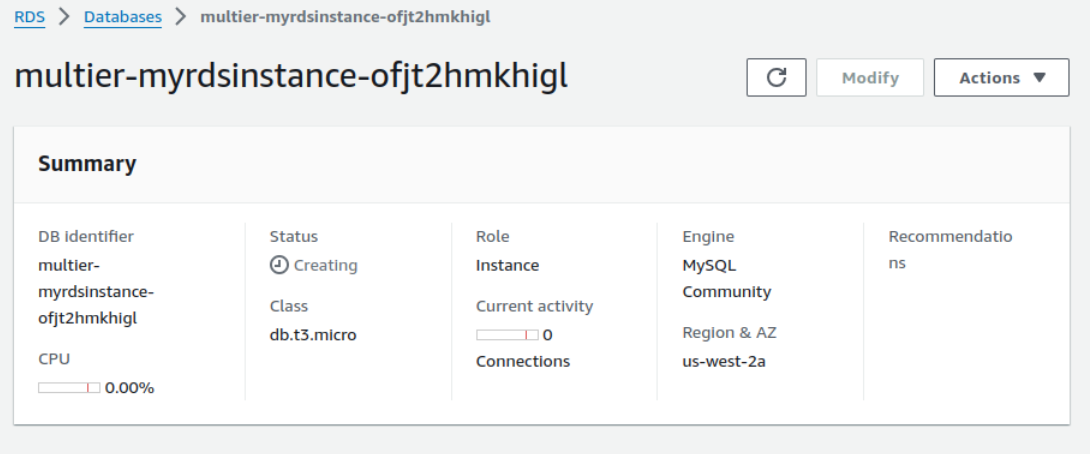 RDS > Databases > multier-myrdsinstance-ofjt2hmkhigl
multier-myrdsinstance-ofjt2hmkhigl
Modify
Actions
Summary
DB identifier
multier-
myrdsinstance-
ofjt2hmkhigl
CPU
0.00%
Status
Creating
Class
db.t3.micro
Role
Instance
Current activity
0
Connections
Engine
MySQL
Community
Region & AZ
us-west-2a
Recommendatio
ns